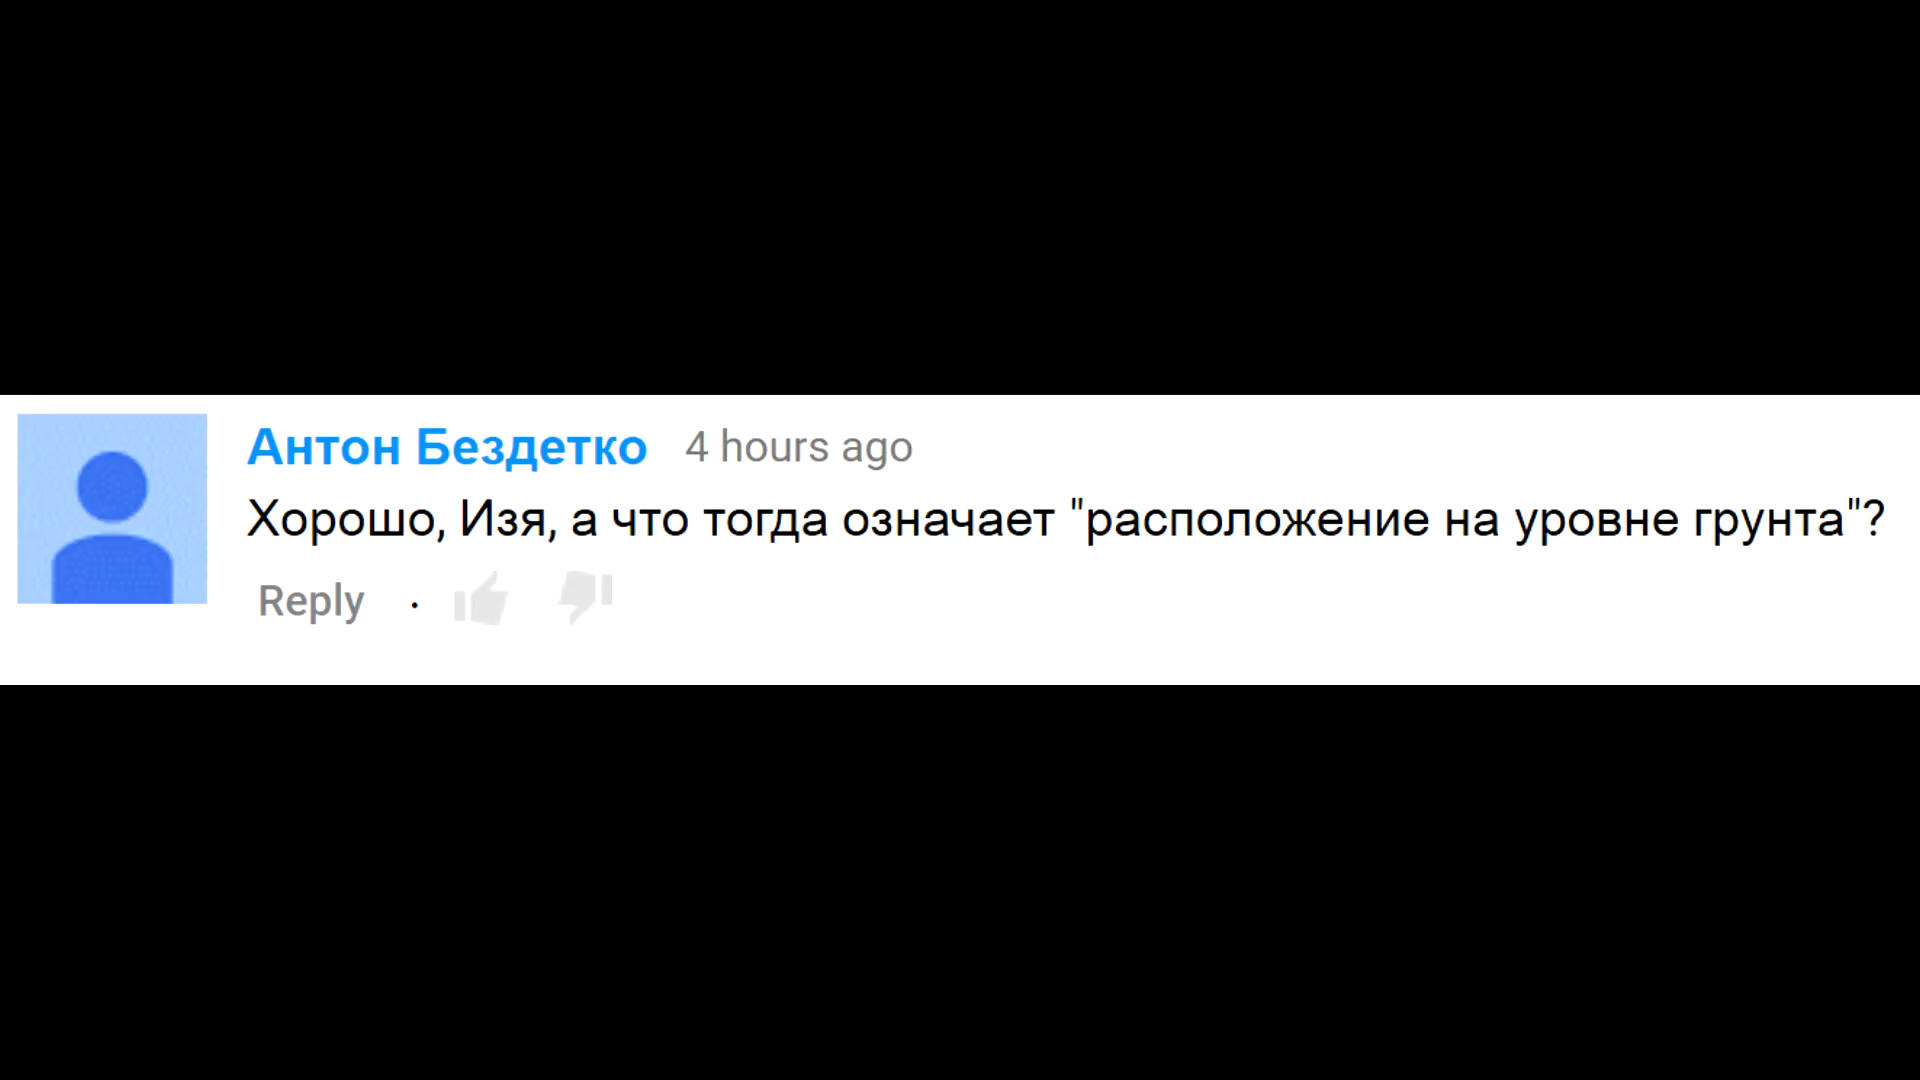 Антон Бездетко 4 hours ago
Хорошо, Изя, а что тогда означает "расположение на уровне грунта"?
Reply ·